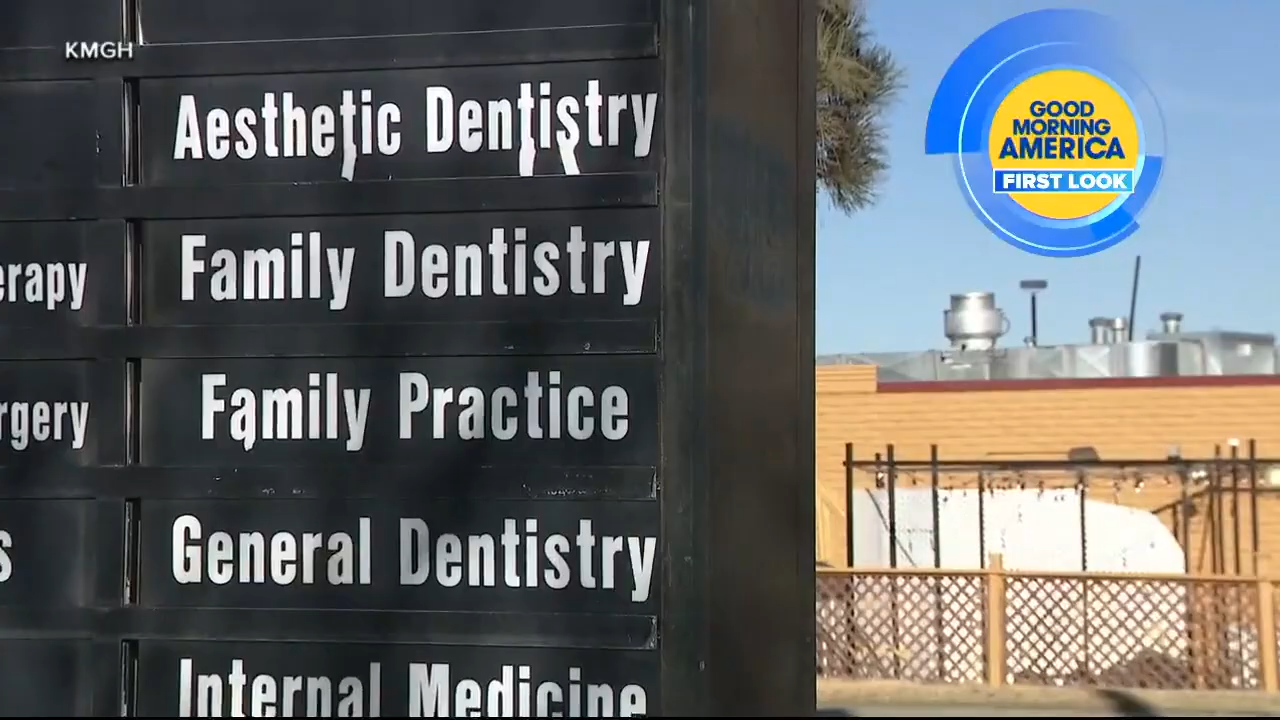 KMGH
GOOD
MORNING
AMERICA
FIRST LOOK
Aesthetic Dentistry
Family Dentistry
erapy
Family Practice
rgery
General Dentistry
s
Internal Medicine